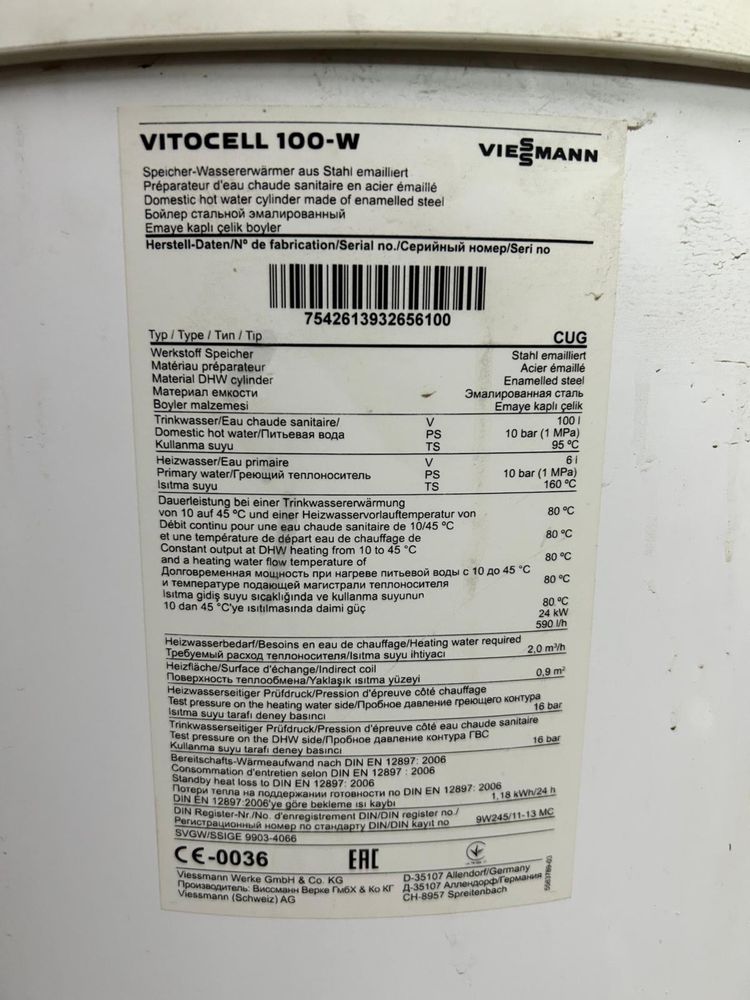 VITOCELL 100-W
VIESSMANN
Speicher-Wassererwärmer aus Stahl emailliert
Préparateur d'eau chaude sanitaire en acier émaillé
Domestic hot water cylinder made of enamelled steel
Бойлер стальной эмалированный
Emaye kaplı çelik boyler
Herstell-Daten/Nº de fabrication/Serial no./Серийный номер/Seri no
7542613932656100
Typ / Type / Тип / Tip CUG
Werkstoff Speicher Stahl emailliert
Matériau préparateur Acier émaillé
Material DHW cylinder Enamelled steel
Материал емкости Эмалированная сталь
Boyler malzemesi Emaye kaplı çelik
Trinkwasser/Eau chaude sanitaire/ V 100 l
Domestic hot water/Питьевая вода PS 10 bar (1 MPa)
Kullanma suyu TS 95 ºC
Heizwasser/Eau primaire V 6 l
Primary water/Греющий теплоноситель PS 10 bar (1 MPa)
Isıtma suyu TS 160 ºC
Dauerleistung bei einer Trinkwassererwärmung
von 10 auf 45 °C und einer Heizwasservorlauftemperatur von 80 ºC
Débit continu pour une eau chaude sanitaire de 10/45 °C
et une température de départ eau de chauffage de 80 ºC
Constant output at DHW heating from 10 to 45 °C
and a heating water flow temperature of 80 ºC
Долговременная мощность при нагреве питьевой воды с 10 до 45 °C
и температуре подающей магистрали теплоносителя 80 ºC
Isıtma gidiş suyu sıcaklığında ve kullanma suyunun
10 dan 45 °C'ye ısıtılmasında daimi güç 80 ºC
24 kW
590 l/h
Heizwasserbedarf/Besoins en eau de chauffage/Heating water required
Требуемый расход теплоносителя/Isıtma suyu ihtiyacı 2,0 m³/h
Heizfläche/Surface d'échange/Indirect coil
Поверхность теплообмена/Yaklaşık ısıtma yüzeyi 0,9 m²
Heizwasserseitiger Prüfdruck/Pression d'épreuve côté chauffage
Test pressure on the heating water side/Пробное давление греющего контура
Isıtma suyu tarafı deney basıncı 16 bar
Trinkwasserseitiger Prüfdruck/Pression d'épreuve côté eau chaude sanitaire
Test pressure on the DHW side/Пробное давление контура ГВС
Kullanma suyu tarafı deney basıncı 16 bar
Bereitschafts-Wärmeaufwand nach DIN EN 12897: 2006
Consommation d'entretien selon DIN EN 12897 : 2006
Standby heat loss to DIN EN 12897: 2006
Потери тепла на поддержании готовности по DIN EN 12897: 2006
DIN EN 12897:2006'ye göre bekleme ısı kaybı 1,18 kWh/24 h
DIN Register-Nr./No. d'enregistrement DIN/DIN register no./
Регистрационный номер по стандарту DIN/DIN kayıt no 9W245/11-13 MC
SVGW/SSIGE 9903-4066
CE-0036 EAC
Viessmann Werke GmbH & Co. KG D-35107 Allendorf/Germany
Производитель: Виссманн Верке ГмбХ & Ko КГ Д-35107 Аллендорф/Германия
Viessmann (Schweiz) AG CH-8957 Spreitenbach